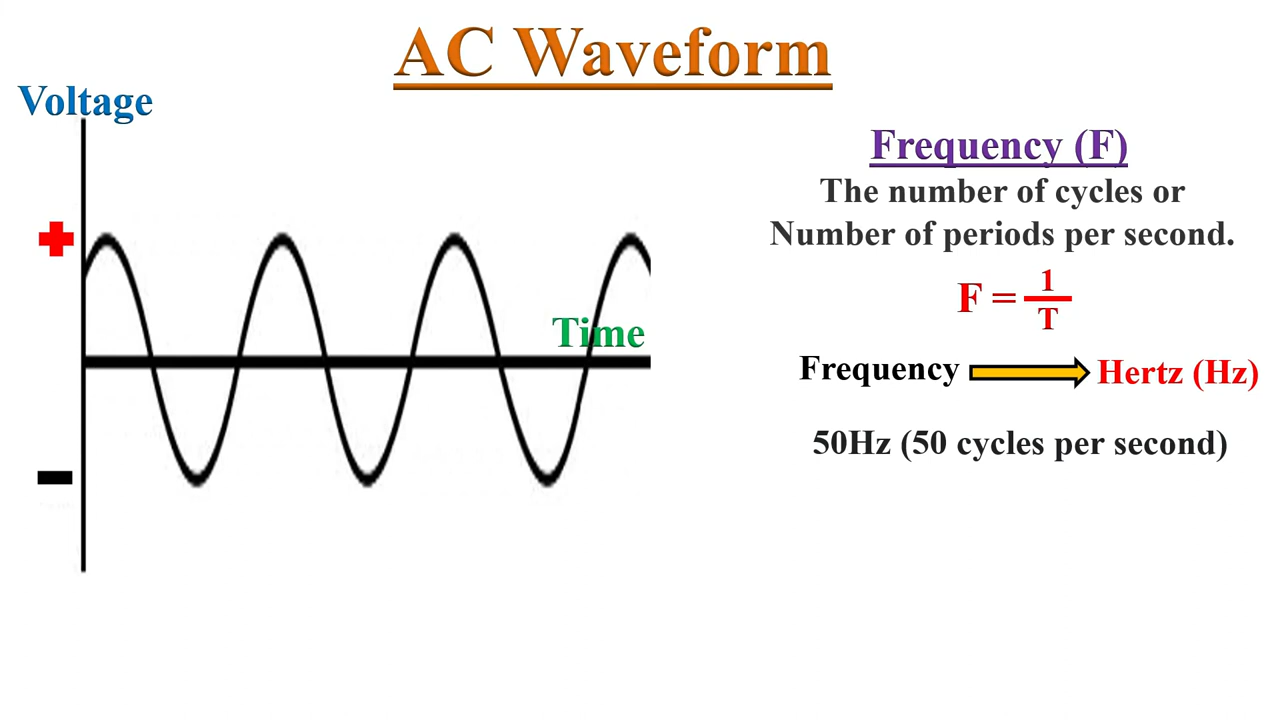 AC Waveform
Voltage
+
-
Time
Frequency (F)
The number of cycles or
Number of periods per second.
F = 1/T
Frequency Hertz (Hz)
50Hz (50 cycles per second)